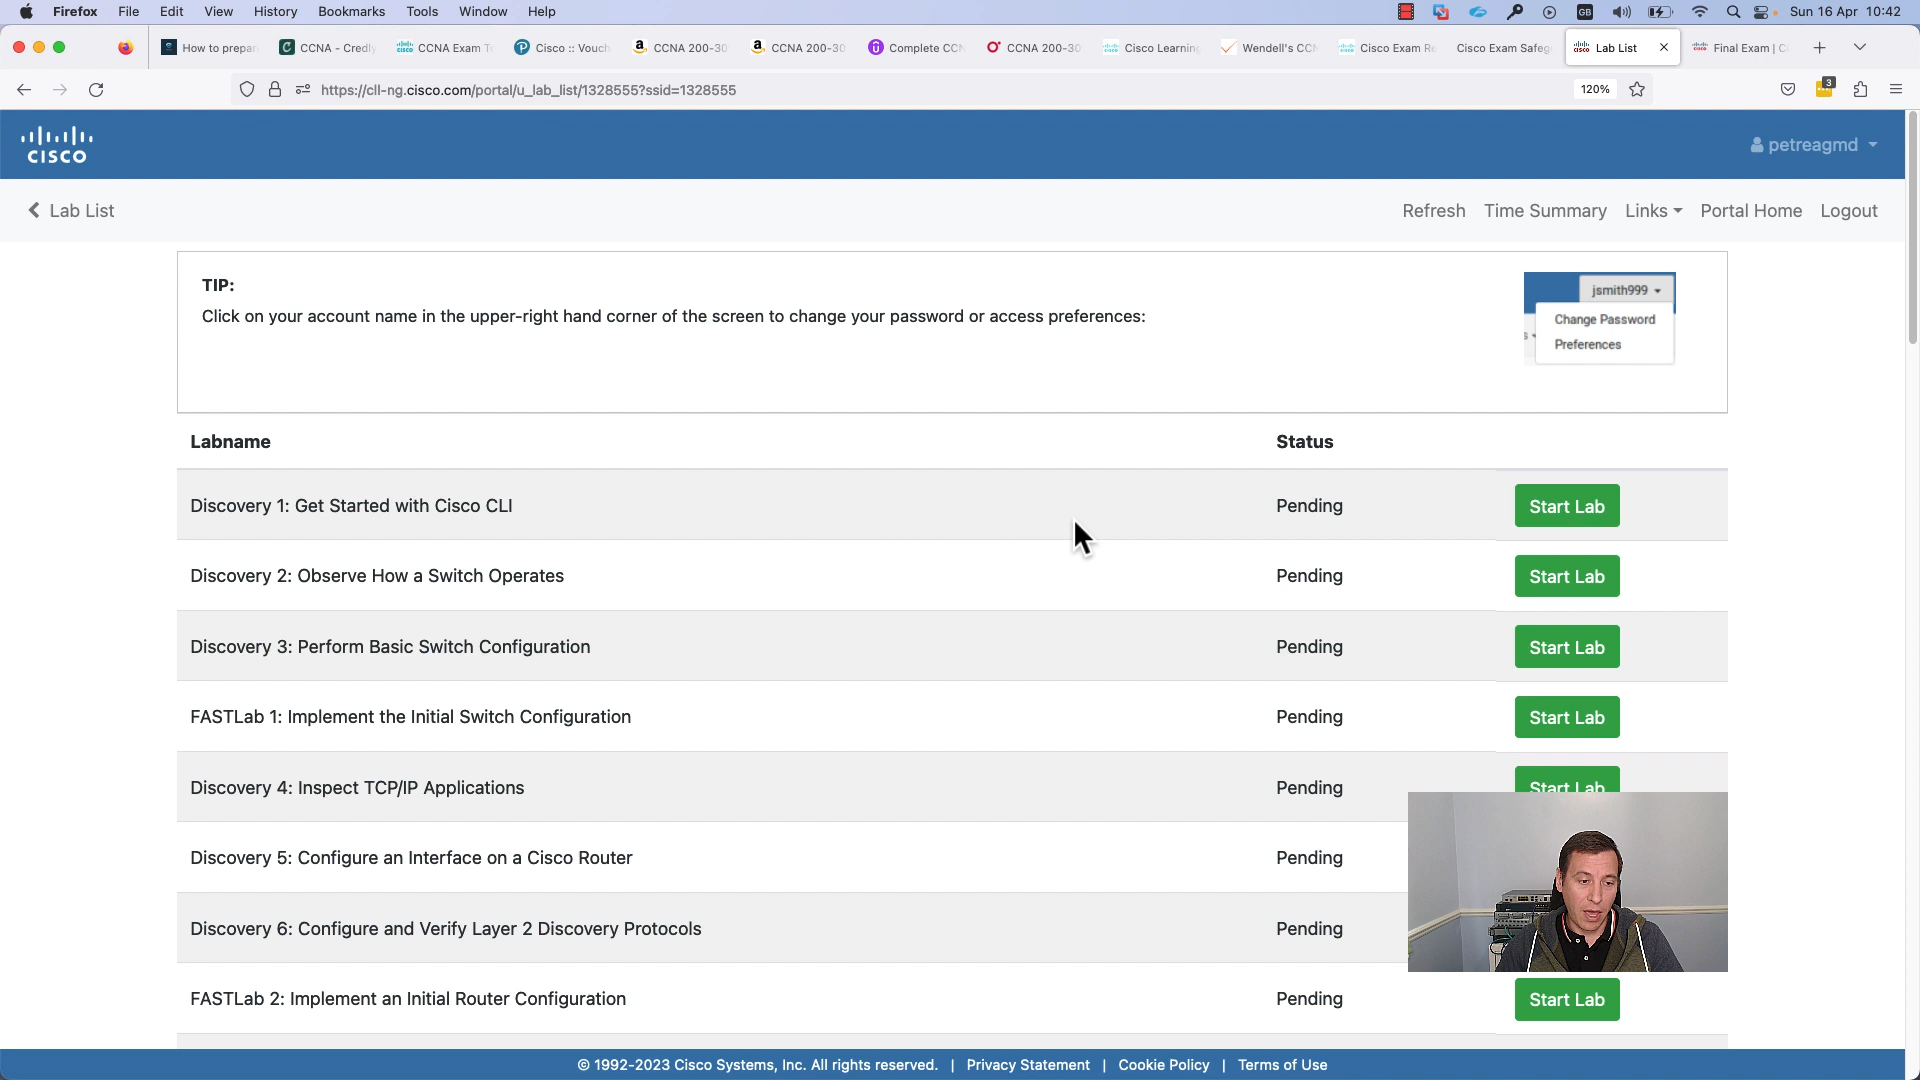 Firefox File Edit View History Bookmarks Tools Window Help
GB Sun 16 Apr 10:42
How to prepar CCNA - Credly CCNA Exam T Cisco :: Vouch CCNA 200-30 CCNA 200-30 Complete CCN CCNA 200-30 Cisco Learning Wendell's CCN Cisco Exam Re Cisco Exam Safeg Lab List Final Exam | C
https://cll-ng.cisco.com/portal/u_lab_list/1328555?ssid=1328555 120% 3
CISCO
petreagmd
Lab List Refresh Time Summary Links Portal Home Logout
TIP:
Click on your account name in the upper-right hand corner of the screen to change your password or access preferences:
jsmith999
Change Password
Preferences
Labname Status
Discovery 1: Get Started with Cisco CLI Pending Start Lab
Discovery 2: Observe How a Switch Operates Pending Start Lab
Discovery 3: Perform Basic Switch Configuration Pending Start Lab
FASTLab 1: Implement the Initial Switch Configuration Pending Start Lab
Discovery 4: Inspect TCP/IP Applications Pending Start Lab
Discovery 5: Configure an Interface on a Cisco Router Pending
Discovery 6: Configure and Verify Layer 2 Discovery Protocols Pending
FASTLab 2: Implement an Initial Router Configuration Pending Start Lab
© 1992-2023 Cisco Systems, Inc. All rights reserved. | Privacy Statement | Cookie Policy | Terms of Use